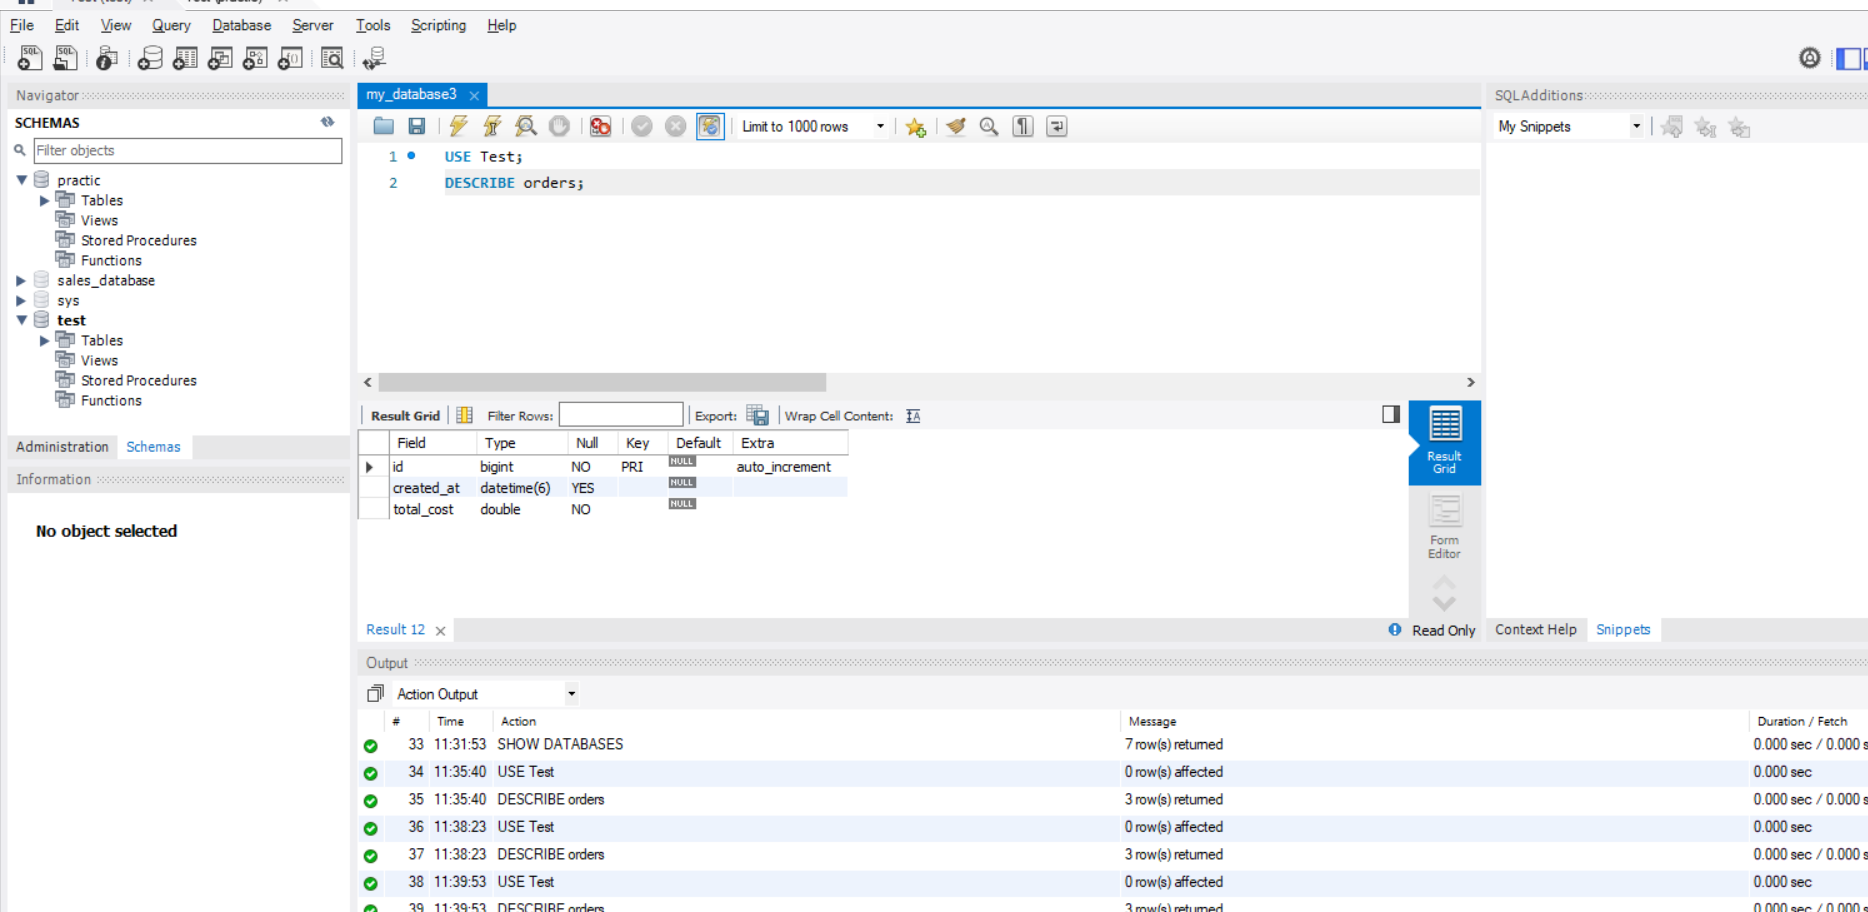 File Edit View Query Database Server Tools Scripting Help
Navigator
SCHEMAS
Filter objects
practic
Tables
Views
Stored Procedures
Functions
sales_database
sys
test
Tables
Views
Stored Procedures
Functions
Administration Schemas
Information
No object selected
my_database3
Limit to 1000 rows
1 USE Test;
2 DESCRIBE orders;
Result Grid Filter Rows: Export: Wrap Cell Content:
Field Type Null Key Default Extra
id bigint NO PRI NULL auto_increment
created_at datetime(6) YES NULL
total_cost double NO NULL
Result
Grid
Form
Editor
Result 12
Read Only
SQLAdditions
My Snippets
Context Help Snippets
Output
Action Output
# Time Action Message Duration / Fetch
33 11:31:53 SHOW DATABASES 7 row(s) returned 0.000 sec / 0.000 s
34 11:35:40 USE Test 0 row(s) affected 0.000 sec
35 11:35:40 DESCRIBE orders 3 row(s) returned 0.000 sec / 0.000 s
36 11:38:23 USE Test 0 row(s) affected 0.000 sec
37 11:38:23 DESCRIBE orders 3 row(s) returned 0.000 sec / 0.000 s
38 11:39:53 USE Test 0 row(s) affected 0.000 sec
39 11:39:53 DESCRIBE orders 3 row(s) returned 0.000 sec / 0.000 s